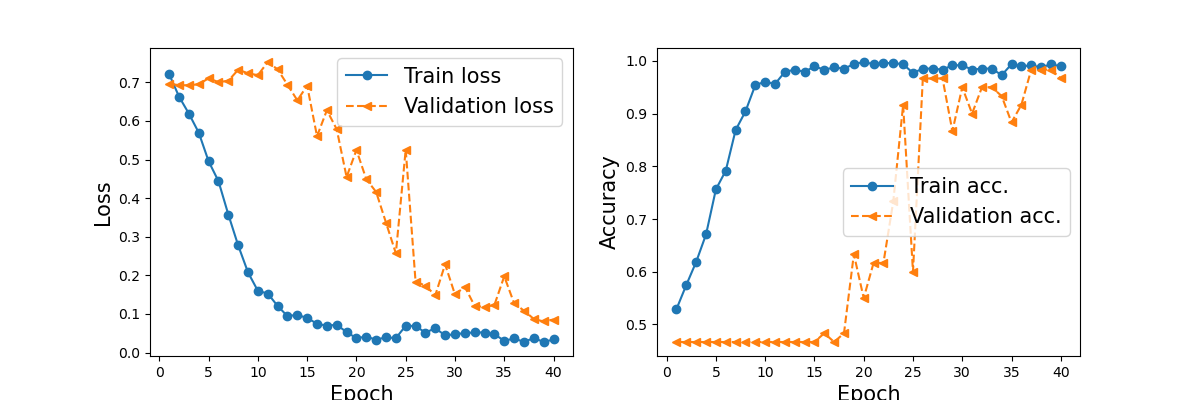 Train loss
Validation loss
0.7
0.6
0.5
0.4
0.3
0.2
0.1
0.0
Loss
0 5 10 15 20 25 30 35 40
Epoch
1.0
0.9
0.8
0.7
0.6
0.5
Accuracy
Train acc.
Validation acc.
0 5 10 15 20 25 30 35 40
Epoch